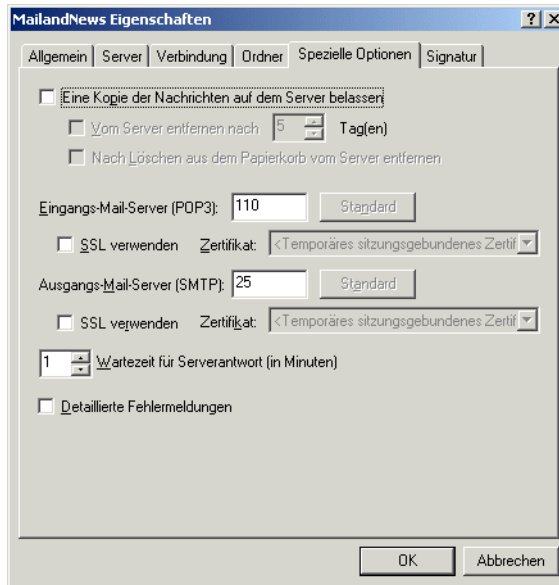 MailandNews Eigenschaften
Allgemein Server Verbindung Ordner Spezielle Optionen Signatur
Eine Kopie der Nachrichten auf dem Server belassen
Vom Server entfernen nach 5 Tag(en)
Nach Löschen aus dem Papierkorb vom Server entfernen
Eingangs-Mail-Server (POP3): 110 Standard
SSL verwenden Zertifikat: <Temporäres sitzungsgebundenes Zertif
Ausgangs-Mail-Server (SMTP): 25 Standard
SSL verwenden Zertifikat: <Temporäres sitzungsgebundenes Zertif
1 Wartezeit für Serverantwort (in Minuten)
Detaillierte Fehlermeldungen
OK Abbrechen